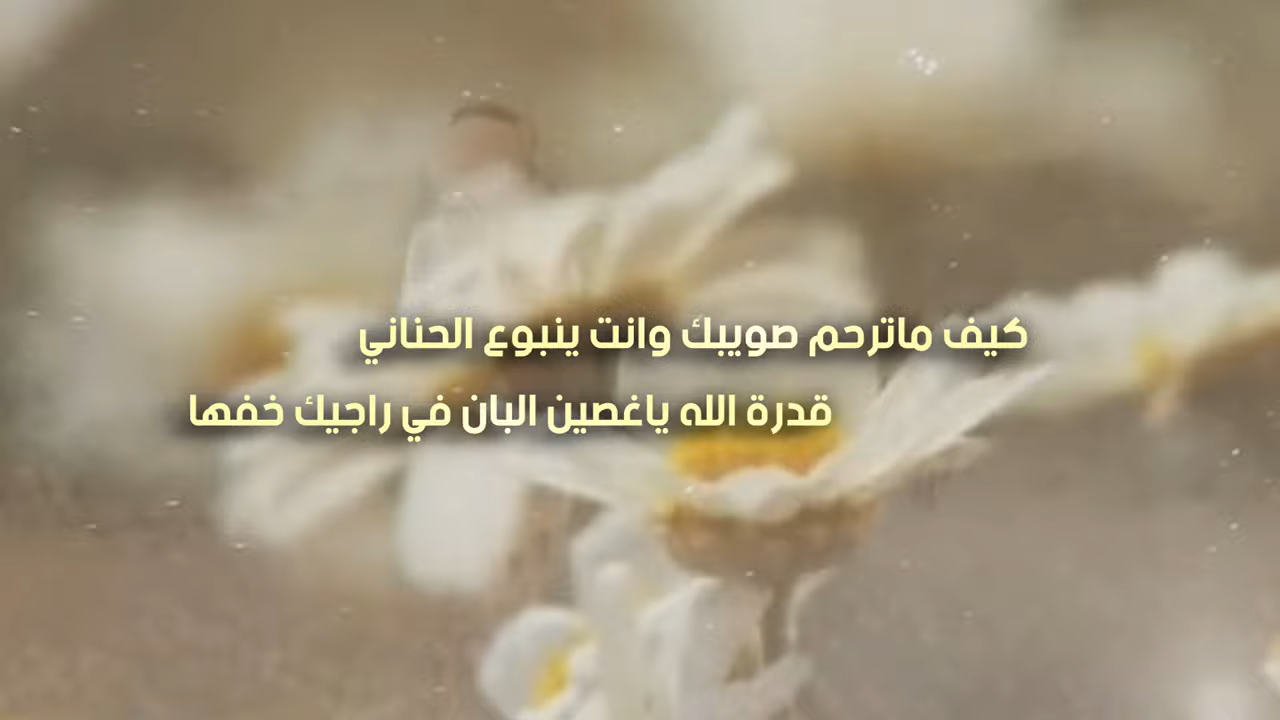 كيف ماترحم صويبك وانت ينبوع الحناني
قدرة الله ياغصين البان في راجيك خفها